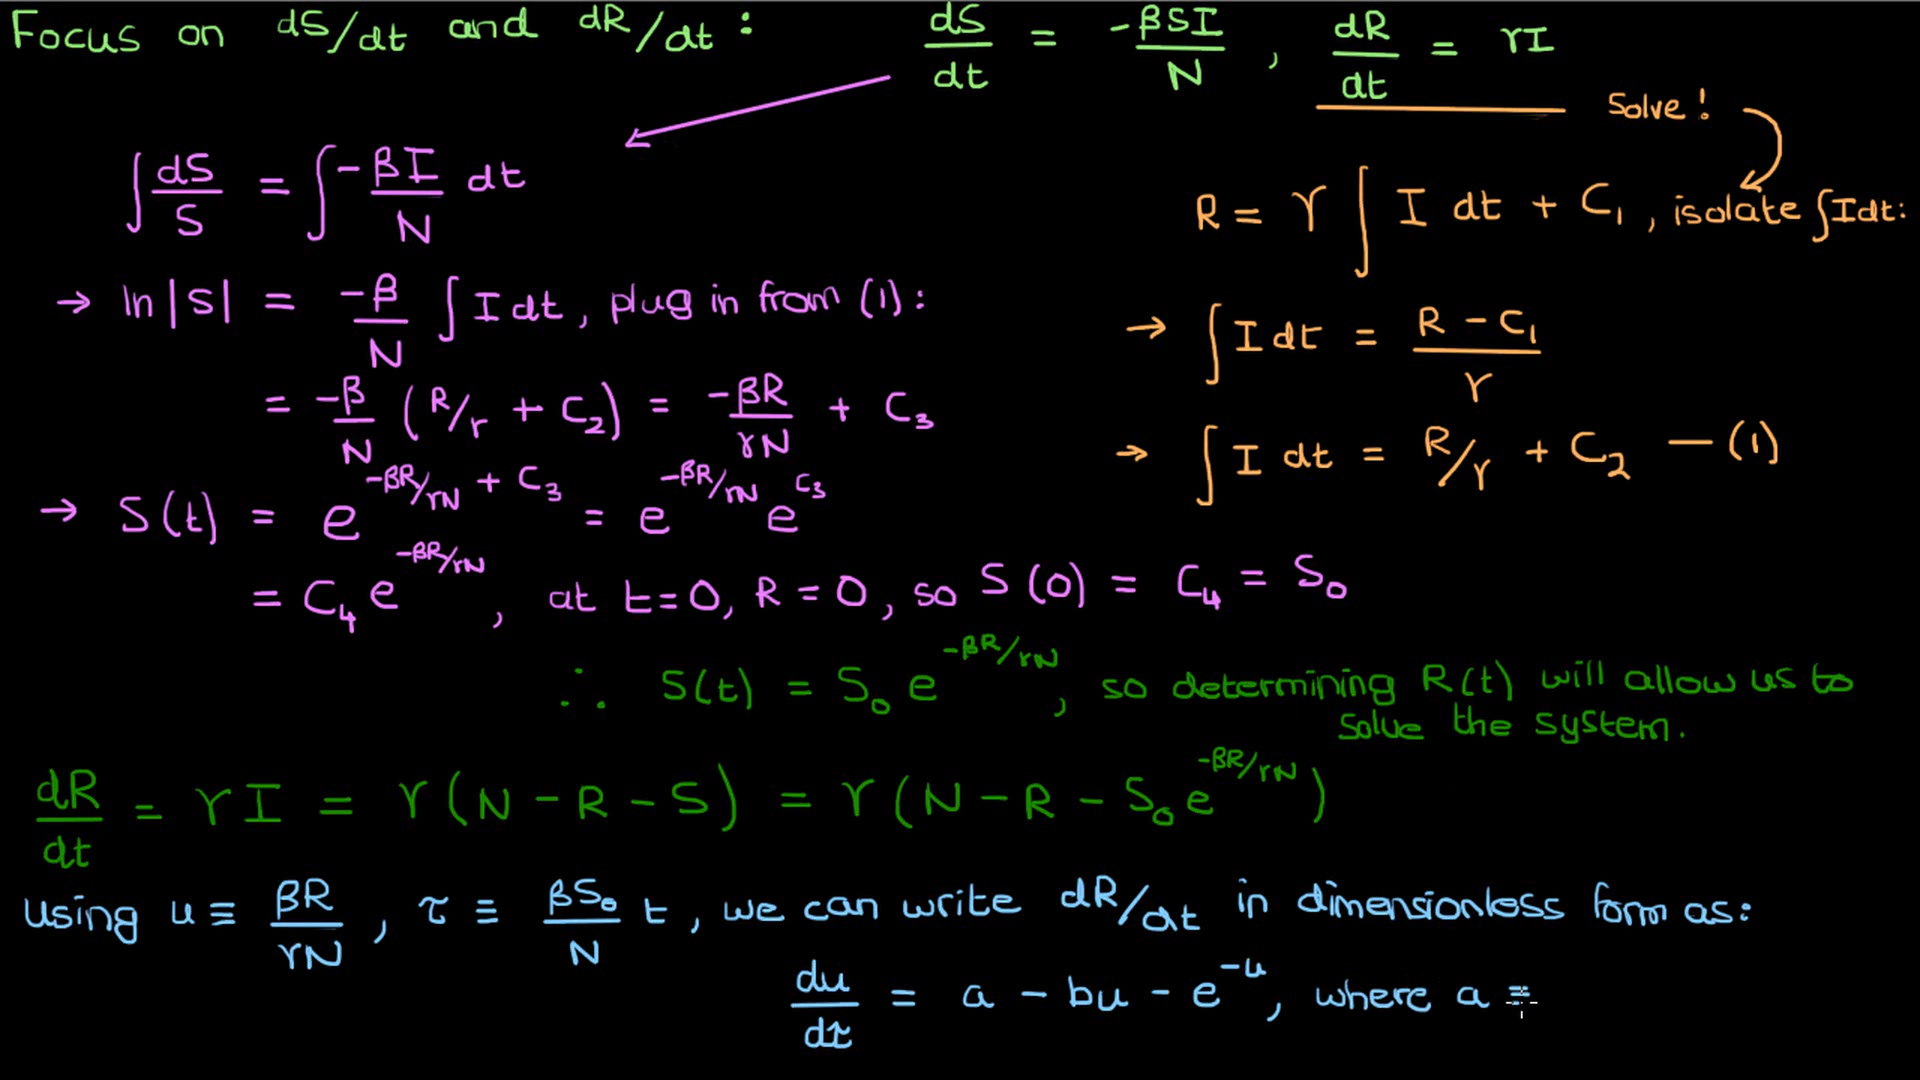 Focus on dS/dt and dR/dt : dS/dt = -βSI/N , dR/dt = γI
Solve!
∫ dS/S = ∫ -βI/N dt
R = γ ∫ I dt + C₁ , isolate ∫Idt:
→ ln|S| = -β/N ∫ I dt , plug in from (1) :
→ ∫ I dt = R - C₁/γ
= -β/N (R/γ + C₂) = -βR/γN + C₃
→ ∫ I dt = R/γ + C₂ — (1)
→ S(t) = e^(-βR/γN + C₃) = e^(-βR/γN) e^(C₃)
= C₄ e^(-βR/γN) , at t=0, R=0, so S(0) = C₄ = S₀
∴ S(t) = S₀ e^(-βR/γN) , so determining R(t) will allow us to
solve the system.
dR/dt = γI = γ(N - R - S) = γ(N - R - S₀e^(-βR/γN))
using u ≡ βR/γN , τ ≡ βS₀/N t , we can write dR/dt in dimensionless form as:
du/dτ = a - bu - e^(-u) , where a =